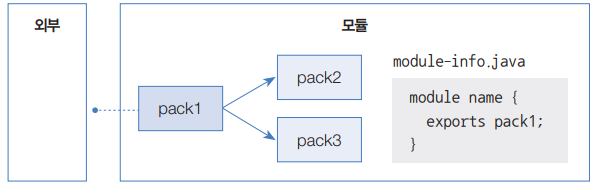 외부
모듈
pack1
pack2
pack3
module-info.java
module name {
exports pack1;
}